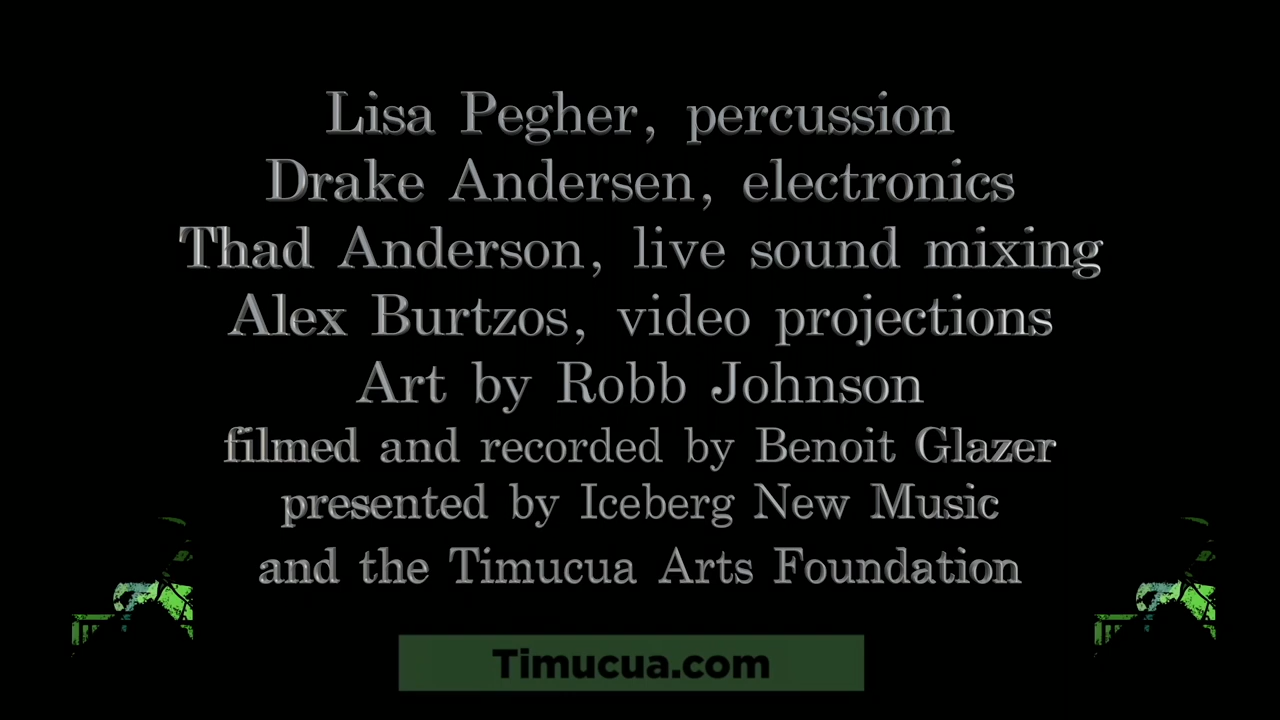 Lisa Pegher, percussion
Drake Andersen, electronics
Thad Anderson, live sound mixing
Alex Burtzos, video projections
Art by Robb Johnson
filmed and recorded by Benoit Glazer
presented by Iceberg New Music
and the Timucua Arts Foundation
Timucua.com